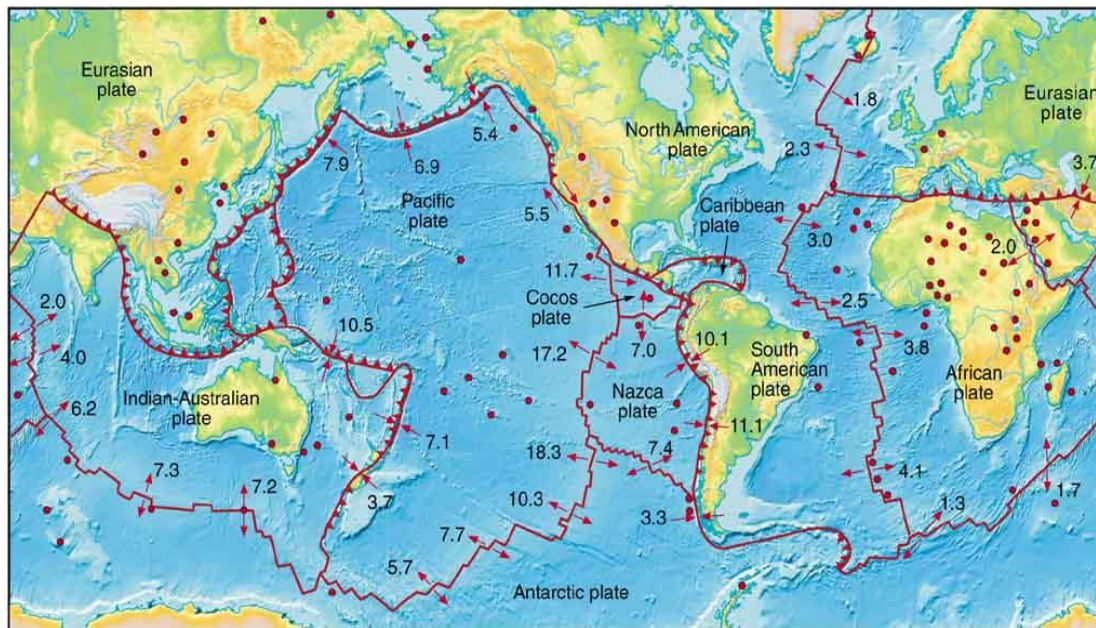 Eurasian
plate
1.8
Eurasian
plate
North American
plate
5.4
2.3
7.9
6.9
3.7
Pacific
plate
5.5
Caribbean
plate
3.0
2.0
11.7
Cocos
plate
2.0
2.5
10.5
10.1
7.0
3.8
4.0
17.2
South
American
plate
African
plate
Indian-Australian
plate
Nazca
plate
6.2
7.1
11.1
7.4
18.3
7.3
7.2
3.7
10.3
4.1
1.7
3.3
1.3
7.7
5.7
Antarctic plate